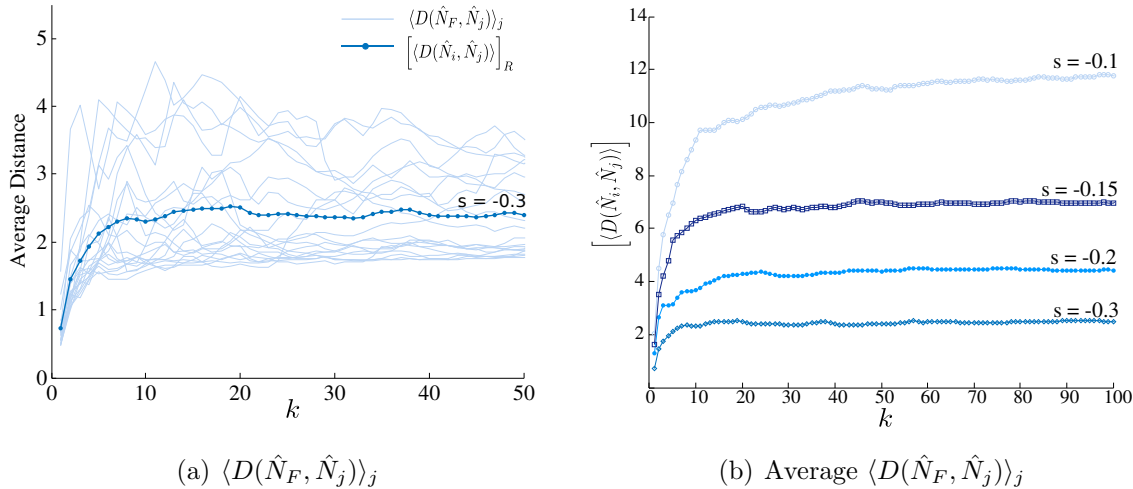 ⟨D(N̂_F, N̂_j)⟩_j
[⟨D(N̂_i, N̂_j)⟩]_R
Average Distance
5
4
3
2
1
0
s = -0.3
0 10 20 30 40 50
k
(a) ⟨D(N̂_F, N̂_j)⟩_j
[⟨D(N̂_i, N̂_j)⟩]
14
12
10
8
6
4
2
s = -0.1
s = -0.15
s = -0.2
s = -0.3
0 10 20 30 40 50 60 70 80 90 100
k
(b) Average ⟨D(N̂_F, N̂_j)⟩_j